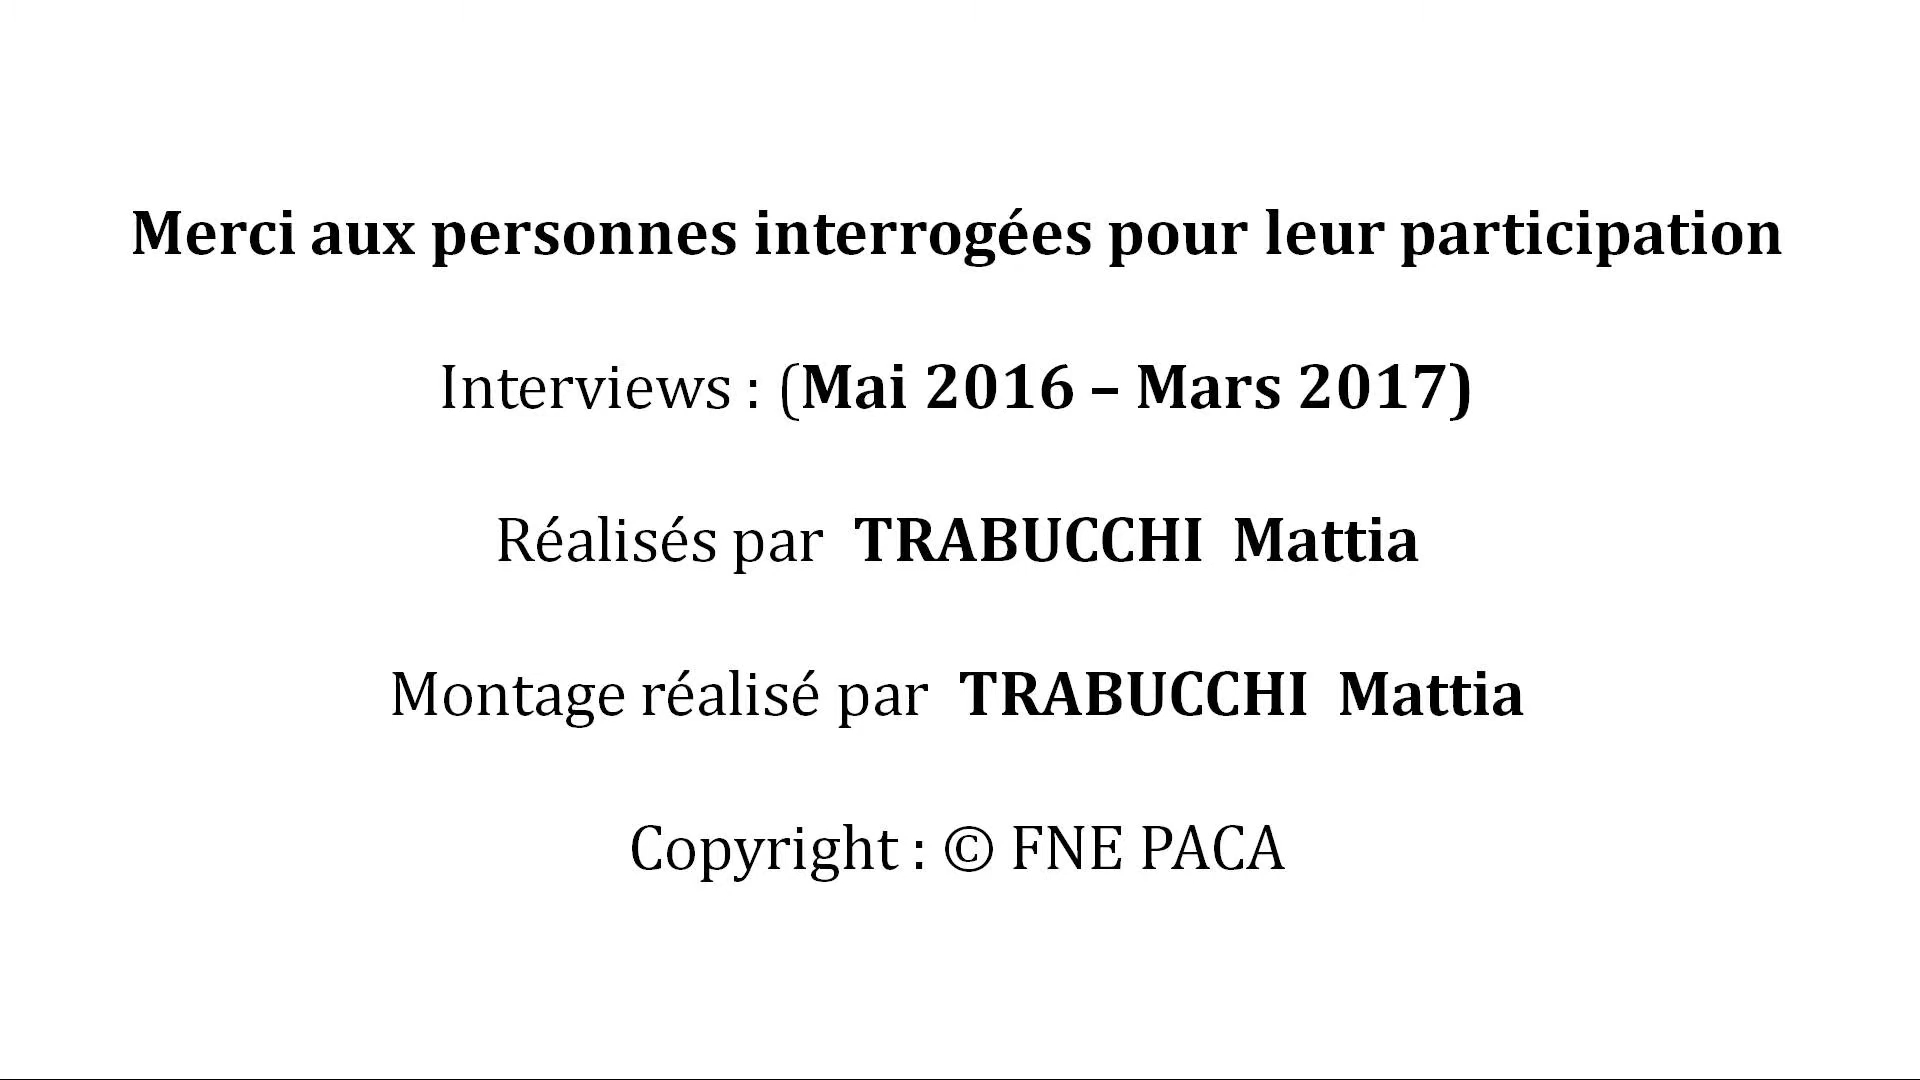 Merci aux personnes interrogées pour leur participation
Interviews : (Mai 2016 – Mars 2017)
Réalisés par TRABUCCHI Mattia
Montage réalisé par TRABUCCHI Mattia
Copyright : © FNE PACA